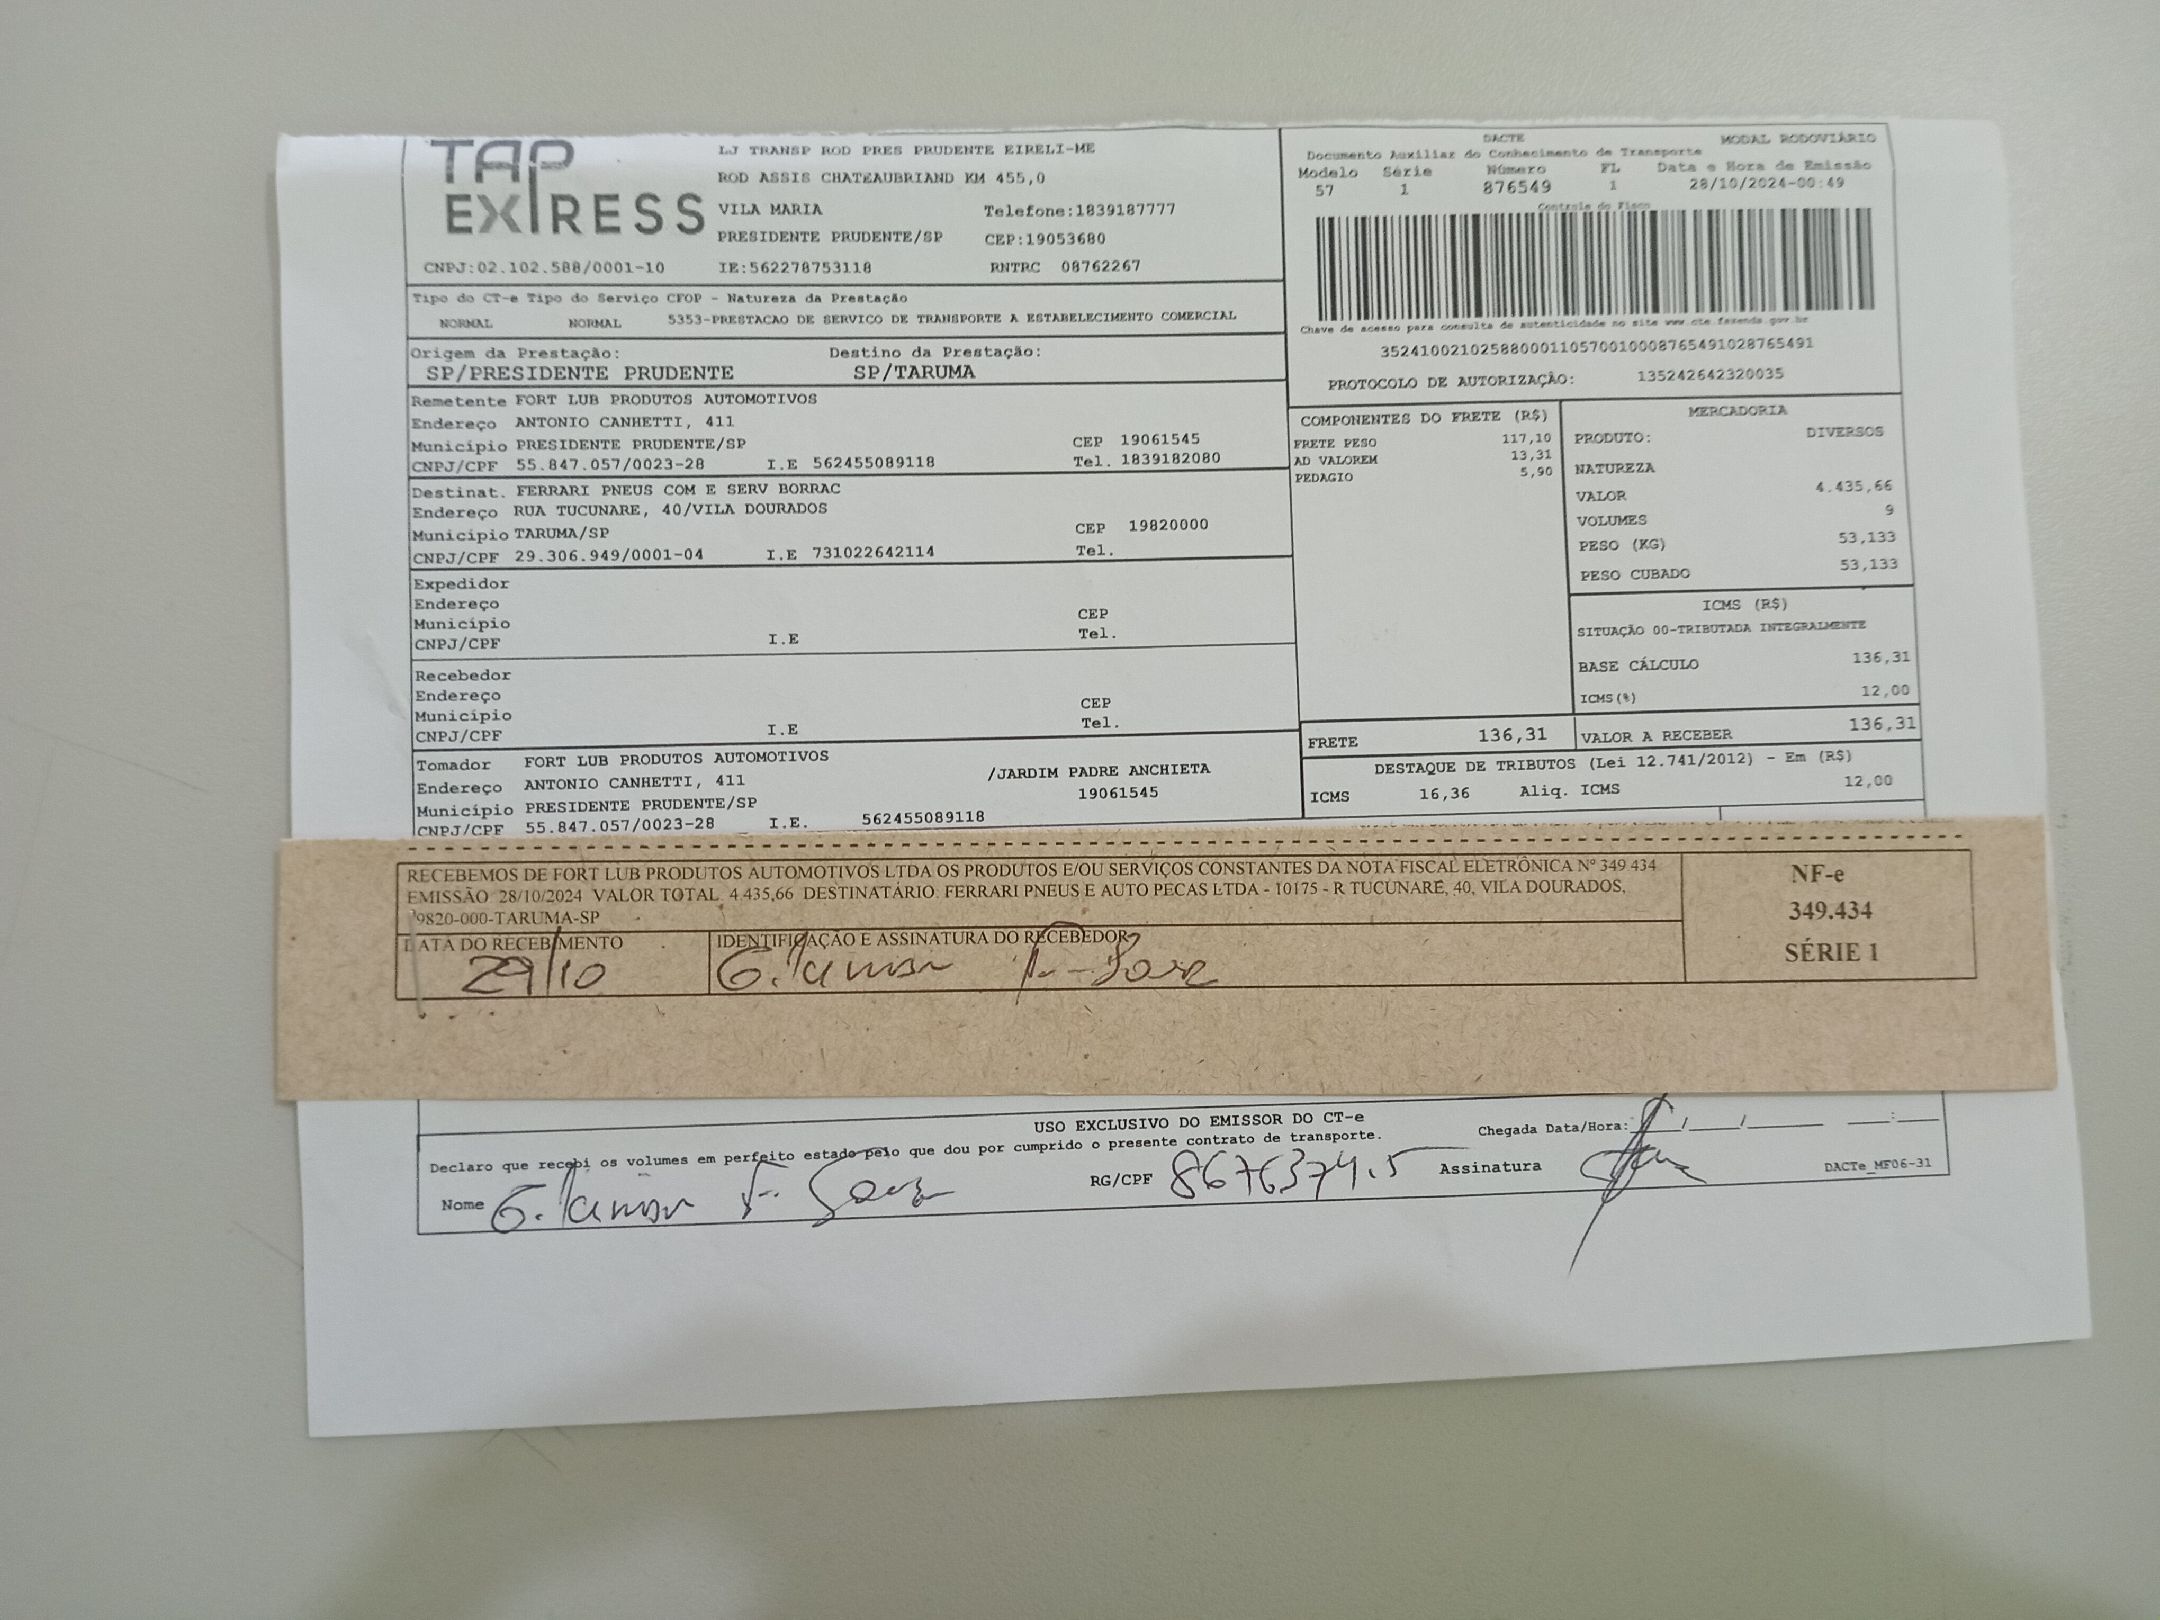 TAP EXPRESS
LJ TRANSP ROD PRES PRUDENTE EIRELI-ME
ROD ASSIS CHATEAUBRIAND KM 455,0
VILA MARIA Telefone:1839187777
PRESIDENTE PRUDENTE/SP CEP:19053680
CNPJ:02.102.588/0001-10 IE:562278753118 RNTRC 08762267
DACTE MODAL RODOVIÁRIO
Documento Auxiliar do Conhecimento de Transporte
Modelo Série Número FL Data e Hora de Emissão
57 1 876549 1 28/10/2024-00:49
Controle do Fisco
Chave de acesso para consulta de autenticidade no site www.cte.fazenda.gov.br
35241002102588000110570010008765491028765491
PROTOCOLO DE AUTORIZAÇÃO: 135242642320035
Tipo do CT-e Tipo do Serviço CFOP - Natureza da Prestação
NORMAL NORMAL 5353-PRESTACAO DE SERVICO DE TRANSPORTE A ESTABELECIMENTO COMERCIAL
Origem da Prestação: Destino da Prestação:
SP/PRESIDENTE PRUDENTE SP/TARUMA
Remetente FORT LUB PRODUTOS AUTOMOTIVOS
Endereço ANTONIO CANHETTI, 411
Município PRESIDENTE PRUDENTE/SP CEP 19061545
CNPJ/CPF 55.847.057/0023-28 I.E 562455089118 Tel. 1839182080
Destinat. FERRARI PNEUS COM E SERV BORRAC
Endereço RUA TUCUNARE, 40/VILA DOURADOS
Município TARUMA/SP CEP 19820000
CNPJ/CPF 29.306.949/0001-04 I.E 731022642114 Tel.
Expedidor
Endereço
Município CEP
CNPJ/CPF I.E Tel.
Recebedor
Endereço
Município CEP
CNPJ/CPF I.E Tel.
Tomador FORT LUB PRODUTOS AUTOMOTIVOS
Endereço ANTONIO CANHETTI, 411 /JARDIM PADRE ANCHIETA
Município PRESIDENTE PRUDENTE/SP 19061545
CNPJ/CPF 55.847.057/0023-28 I.E. 562455089118
COMPONENTES DO FRETE (R$)
FRETE PESO 117,10
AD VALOREM 13,31
PEDAGIO 5,90
MERCADORIA
PRODUTO: DIVERSOS
NATUREZA
VALOR 4.435,66
VOLUMES 9
PESO (KG) 53,133
PESO CUBADO 53,133
ICMS (R$)
SITUAÇÃO 00-TRIBUTADA INTEGRALMENTE
BASE CÁLCULO 136,31
ICMS(%) 12,00
FRETE 136,31 VALOR A RECEBER 136,31
DESTAQUE DE TRIBUTOS (Lei 12.741/2012) - Em (R$)
ICMS 16,36 Aliq. ICMS 12,00
RECEBEMOS DE FORT LUB PRODUTOS AUTOMOTIVOS LTDA OS PRODUTOS E/OU SERVIÇOS CONSTANTES DA NOTA FISCAL ELETRÔNICA Nº 349 434
EMISSÃO: 28/10/2024 VALOR TOTAL: 4.435,66 DESTINATÁRIO: FERRARI PNEUS E AUTO PECAS LTDA - 10175 - R TUCUNARE, 40, VILA DOURADOS,
19820-000-TARUMA-SP
DATA DO RECEBIMENTO IDENTIFICAÇÃO E ASSINATURA DO RECEBEDOR
29/10
NF-e
349.434
SÉRIE 1
USO EXCLUSIVO DO EMISSOR DO CT-e
Declaro que recebi os volumes em perfeito estado pelo que dou por cumprido o presente contrato de transporte. Chegada Data/Hora: / / :
Nome RG/CPF 8676374.5 Assinatura DACTe_MF06-31